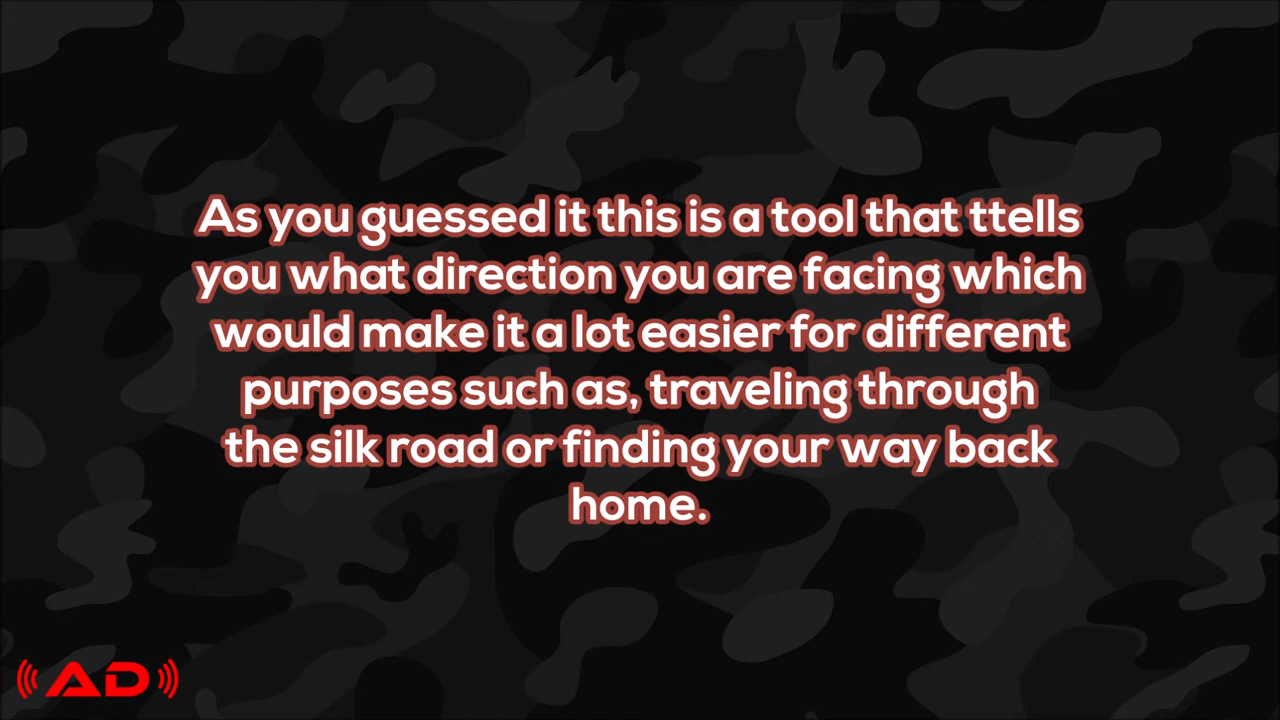 As you guessed it this is a tool that ttells
you what direction you are facing which
would make it a lot easier for different
purposes such as, traveling through
the silk road or finding your way back
home.
AD